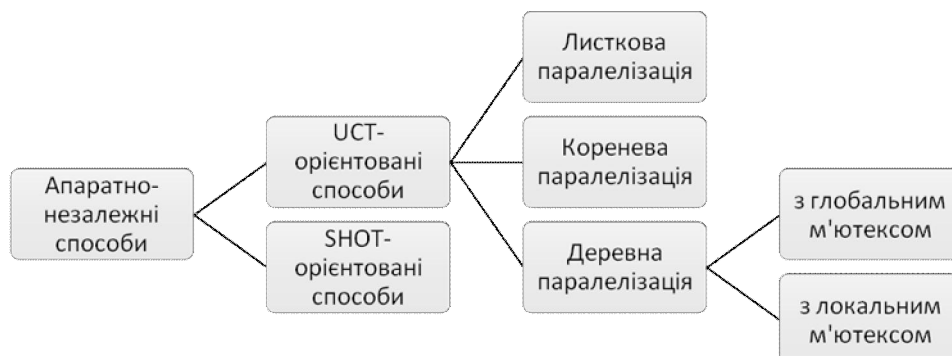 Апаратно-
незалежні
способи
UCT-
орієнтовані
способи
SHOT-
орієнтовані
способи
Листкова
паралелізація
Коренева
паралелізація
Деревна
паралелізація
з глобальним
м'ютексом
з локальним
м'ютексом